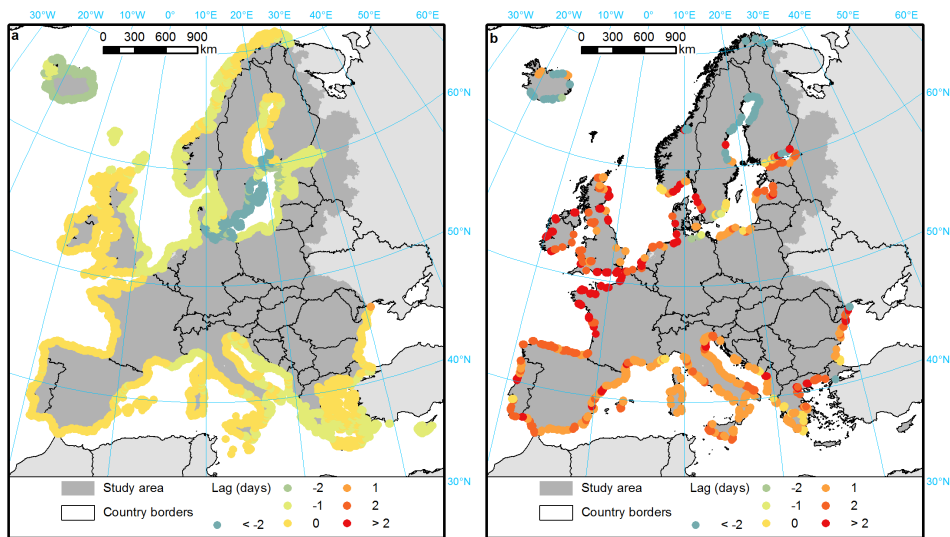 30°W 20°W 10°W 0° 10°E 20°E 30°E 40°E 60°E
a
0 300 600 900
km
60°N
50°N
40°N
30°N
Study area
Country borders
Lag (days)
< -2
-2
-1
0
1
2
> 2
30°W 20°W 10°W 0° 10°E 20°E 30°E 40°E 60°E
b
0 300 600 900
km
60°N
50°N
40°N
30°N
Study area
Country borders
Lag (days)
< -2
-2
-1
0
1
2
> 2